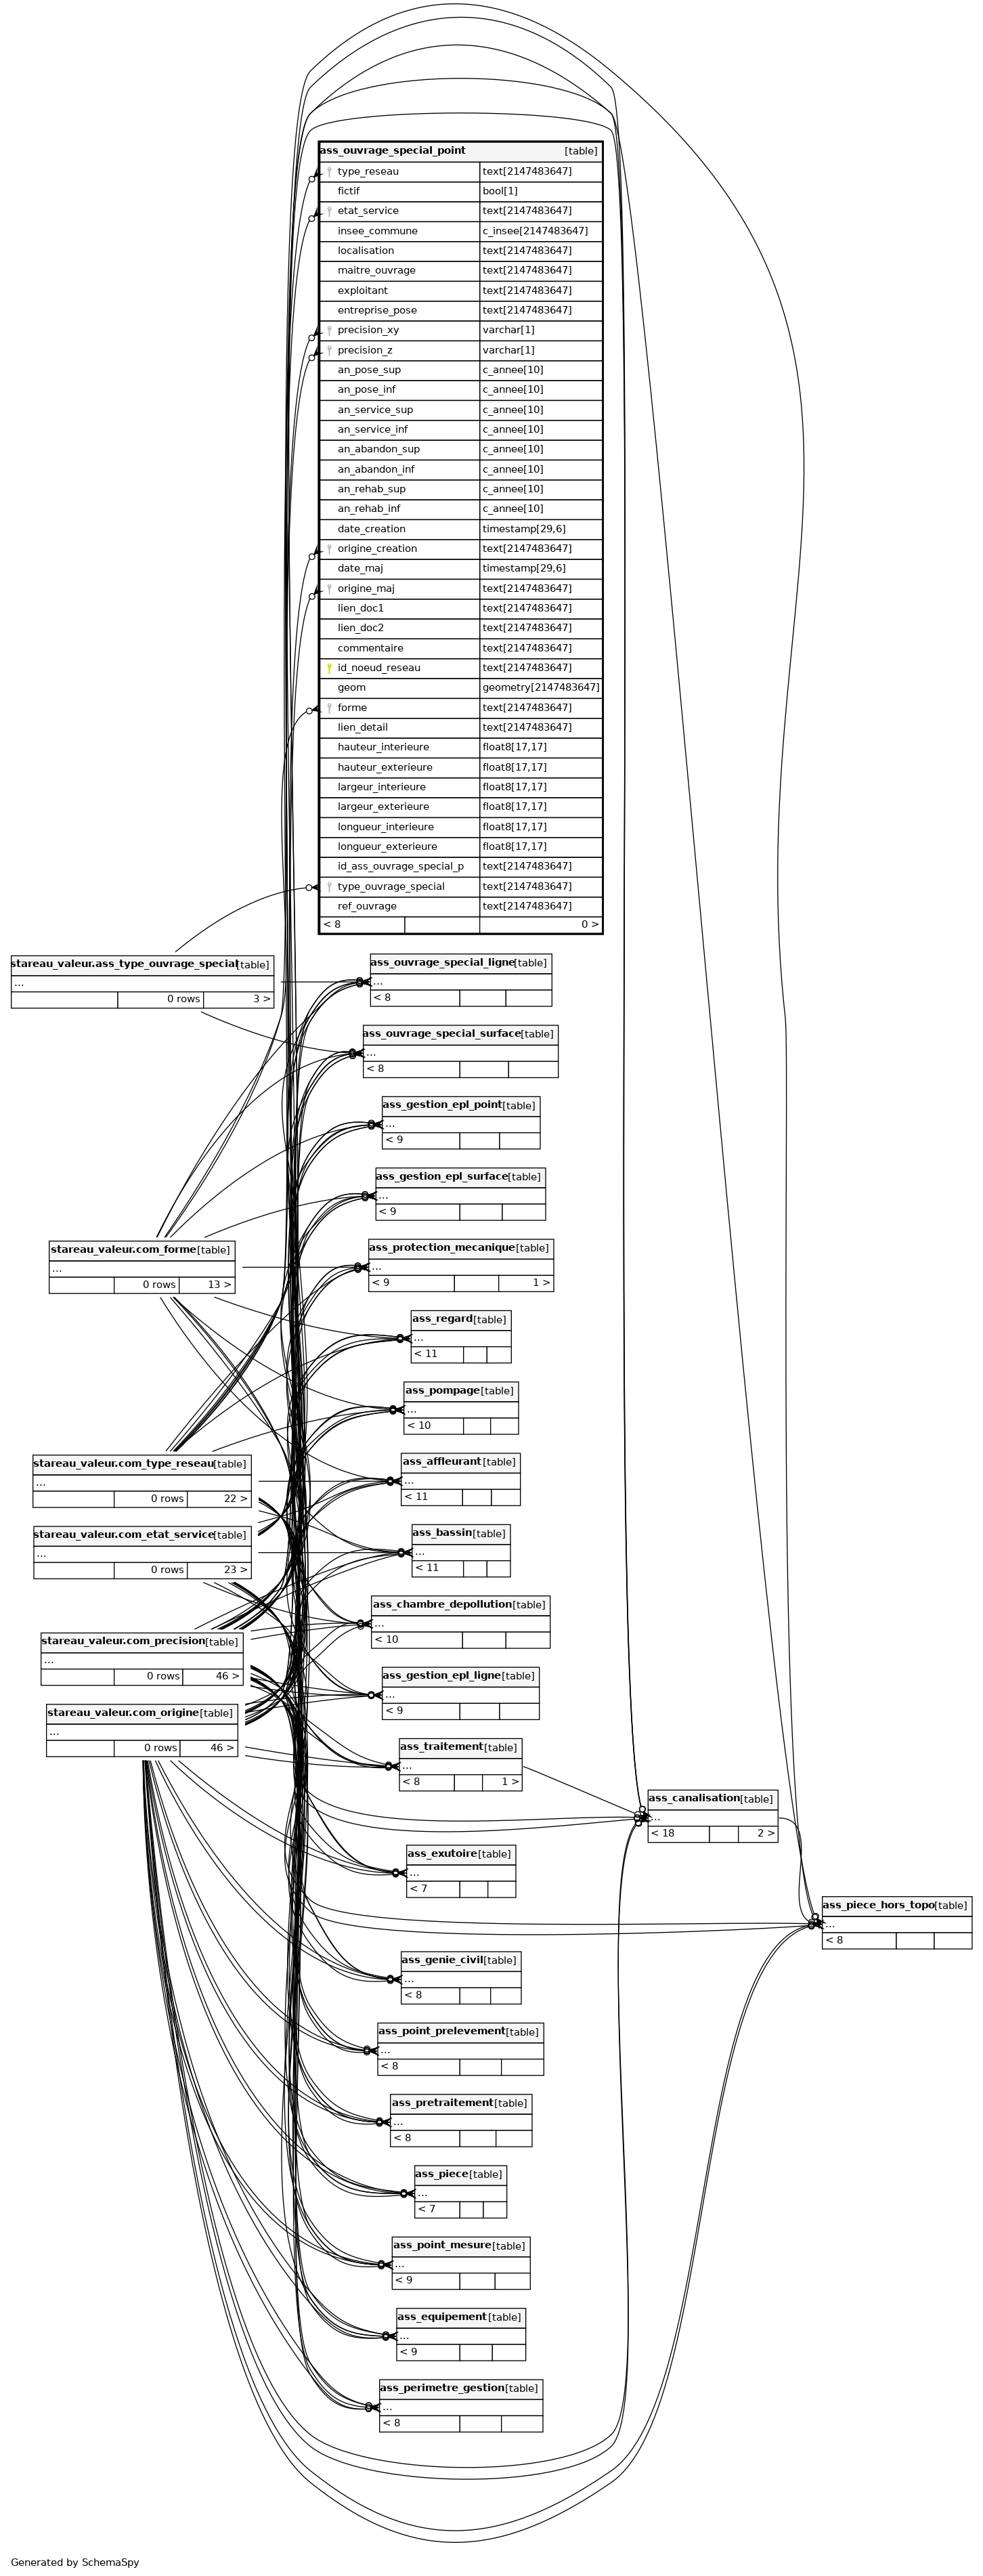 ass_ouvrage_special_point [table]
type_reseau text[2147483647]
fictif bool[1]
etat_service text[2147483647]
insee_commune c_insee[2147483647]
localisation text[2147483647]
maitre_ouvrage text[2147483647]
exploitant text[2147483647]
entreprise_pose text[2147483647]
precision_xy varchar[1]
precision_z varchar[1]
an_pose_sup c_annee[10]
an_pose_inf c_annee[10]
an_service_sup c_annee[10]
an_service_inf c_annee[10]
an_abandon_sup c_annee[10]
an_abandon_inf c_annee[10]
an_rehab_sup c_annee[10]
an_rehab_inf c_annee[10]
date_creation timestamp[29,6]
origine_creation text[2147483647]
date_maj timestamp[29,6]
origine_maj text[2147483647]
lien_doc1 text[2147483647]
lien_doc2 text[2147483647]
commentaire text[2147483647]
id_noeud_reseau text[2147483647]
geom geometry[2147483647]
forme text[2147483647]
lien_detail text[2147483647]
hauteur_interieure float8[17,17]
hauteur_exterieure float8[17,17]
largeur_interieure float8[17,17]
largeur_exterieure float8[17,17]
longueur_interieure float8[17,17]
longueur_exterieure float8[17,17]
id_ass_ouvrage_special_p text[2147483647]
type_ouvrage_special text[2147483647]
ref_ouvrage text[2147483647]
< 8 0 >
stareau_valeur.ass_type_ouvrage_special [table]
...
0 rows 3 >
ass_ouvrage_special_ligne [table]
...
< 8
ass_ouvrage_special_surface [table]
...
< 8
ass_gestion_epl_point [table]
...
< 9
ass_gestion_epl_surface [table]
...
< 9
stareau_valeur.com_forme [table]
...
0 rows 13 >
ass_protection_mecanique [table]
...
< 9 1 >
ass_regard [table]
...
< 11
ass_pompage [table]
...
< 10
stareau_valeur.com_type_reseau [table]
...
0 rows 22 >
ass_affleurant [table]
...
< 11
stareau_valeur.com_etat_service [table]
...
0 rows 23 >
ass_bassin [table]
...
< 11
ass_chambre_depollution [table]
...
< 10
stareau_valeur.com_precision [table]
...
0 rows 46 >
ass_gestion_epl_ligne [table]
...
< 9
stareau_valeur.com_origine [table]
...
0 rows 46 >
ass_traitement [table]
...
< 8 1 >
ass_canalisation [table]
...
< 18 2 >
ass_exutoire [table]
...
< 7
ass_piece_hors_topo [table]
...
< 8
ass_genie_civil [table]
...
< 8
ass_point_prelevement [table]
...
< 8
ass_pretraitement [table]
...
< 8
ass_piece [table]
...
< 7
ass_point_mesure [table]
...
< 9
ass_equipement [table]
...
< 9
ass_perimetre_gestion [table]
...
< 8
Generated by SchemaSpy